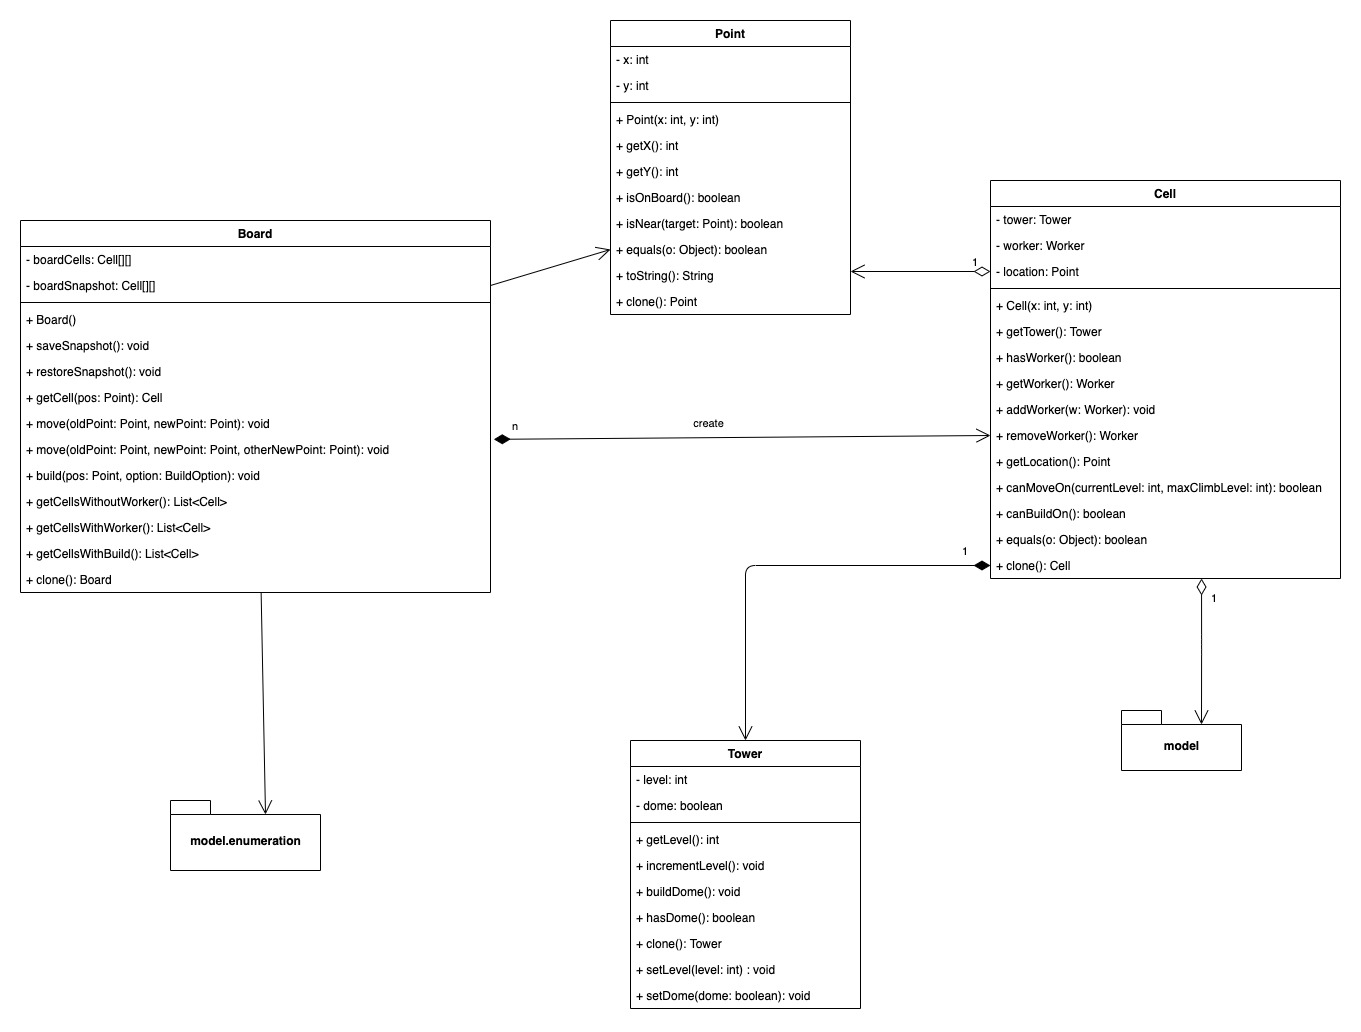 Point
- x: int
- y: int
+ Point(x: int, y: int)
+ getX(): int
+ getY(): int
+ isOnBoard(): boolean
+ isNear(target: Point): boolean
+ equals(o: Object): boolean
+ toString(): String
+ clone(): Point
Cell
- tower: Tower
- worker: Worker
- location: Point
+ Cell(x: int, y: int)
+ getTower(): Tower
+ hasWorker(): boolean
+ getWorker(): Worker
+ addWorker(w: Worker): void
+ removeWorker(): Worker
+ getLocation(): Point
+ canMoveOn(currentLevel: int, maxClimbLevel: int): boolean
+ canBuildOn(): boolean
+ equals(o: Object): boolean
+ clone(): Cell
Board
- boardCells: Cell[][]
- boardSnapshot: Cell[][]
+ Board()
+ saveSnapshot(): void
+ restoreSnapshot(): void
+ getCell(pos: Point): Cell
+ move(oldPoint: Point, newPoint: Point): void
+ move(oldPoint: Point, newPoint: Point, otherNewPoint: Point): void
+ build(pos: Point, option: BuildOption): void
+ getCellsWithoutWorker(): List<Cell>
+ getCellsWithWorker(): List<Cell>
+ getCellsWithBuild(): List<Cell>
+ clone(): Board
1
n
create
1
1
model
model.enumeration
Tower
- level: int
- dome: boolean
+ getLevel(): int
+ incrementLevel(): void
+ buildDome(): void
+ hasDome(): boolean
+ clone(): Tower
+ setLevel(level: int) : void
+ setDome(dome: boolean): void